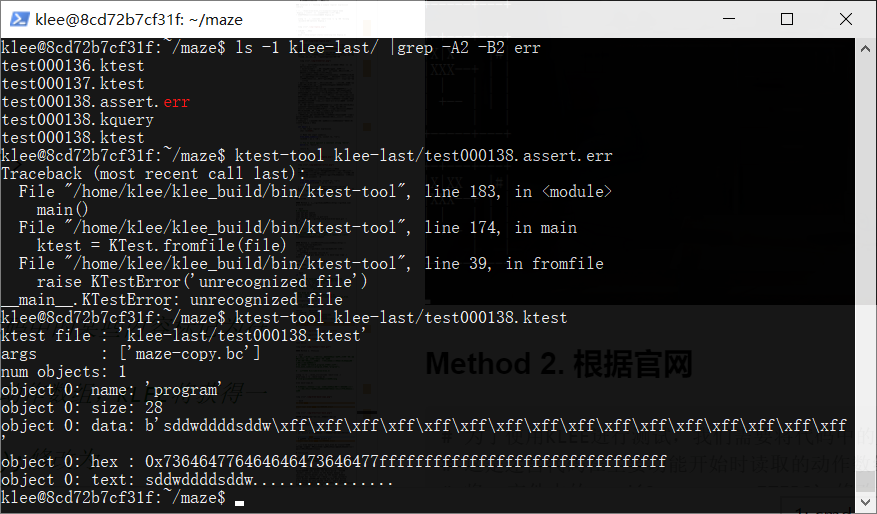 klee@8cd72b7cf31f: ~/maze
klee@8cd72b7cf31f:~/maze$ ls -1 klee-last/ |grep -A2 -B2 err
test000136.ktest
test000137.ktest
test000138.assert.err
test000138.kquery
test000138.ktest
klee@8cd72b7cf31f:~/maze$ ktest-tool klee-last/test000138.assert.err
Traceback (most recent call last):
  File "/home/klee/klee_build/bin/ktest-tool", line 183, in <module>
    main()
  File "/home/klee/klee_build/bin/ktest-tool", line 174, in main
    ktest = KTest.fromfile(file)
  File "/home/klee/klee_build/bin/ktest-tool", line 39, in fromfile
    raise KTestError('unrecognized file')
__main__.KTestError: unrecognized file
klee@8cd72b7cf31f:~/maze$ ktest-tool klee-last/test000138.ktest
ktest file : 'klee-last/test000138.ktest'
args       : ['maze-copy.bc']
num objects: 1
object 0: name: 'program'
object 0: size: 28
object 0: data: b'sddwddddsddw\xff\xff\xff\xff\xff\xff\xff\xff\xff\xff\xff\xff\xff\xff\xff\xff
'
object 0: hex : 0x736464776464646473646477ffffffffffffffffffffffffffffffff
object 0: text: sddwddddsddw................
klee@8cd72b7cf31f:~/maze$
Method 2. 根据官网